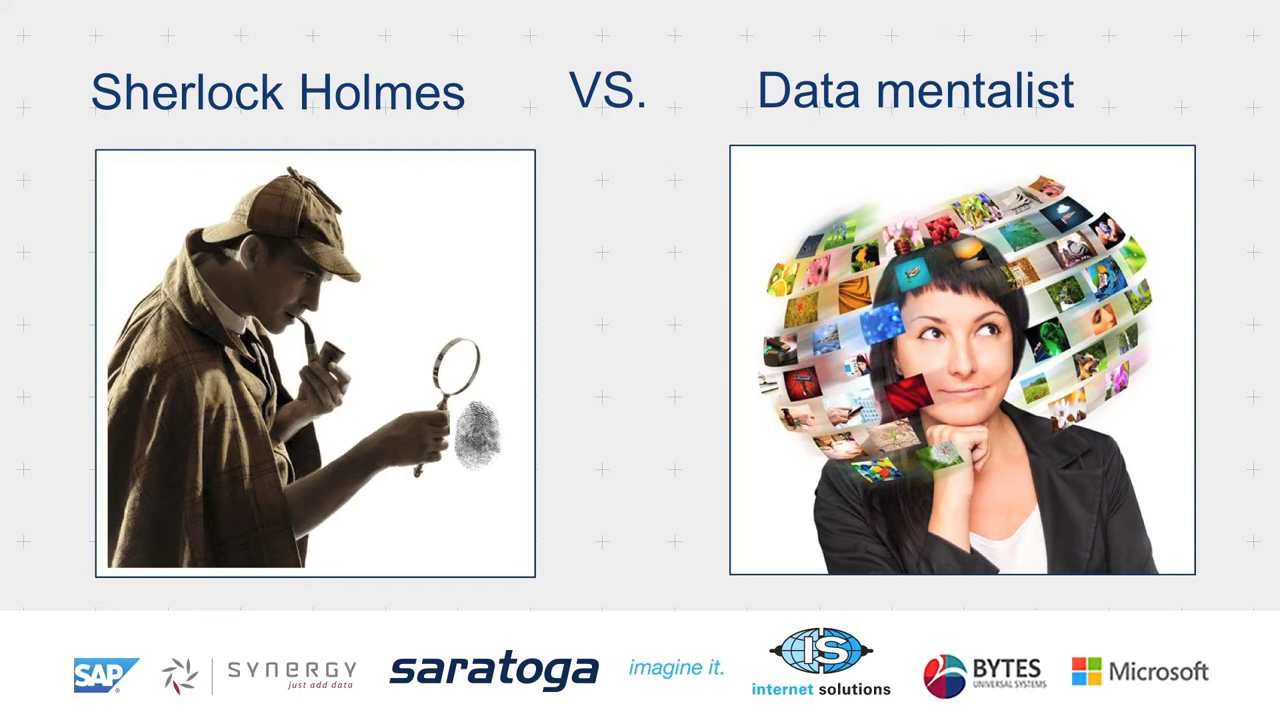 Sherlock Holmes
VS.
Data mentalist
SAP
SYNERGY
just add data
saratoga
imagine it.
IS
internet solutions
BYTES
UNIVERSAL SYSTEMS
Microsoft